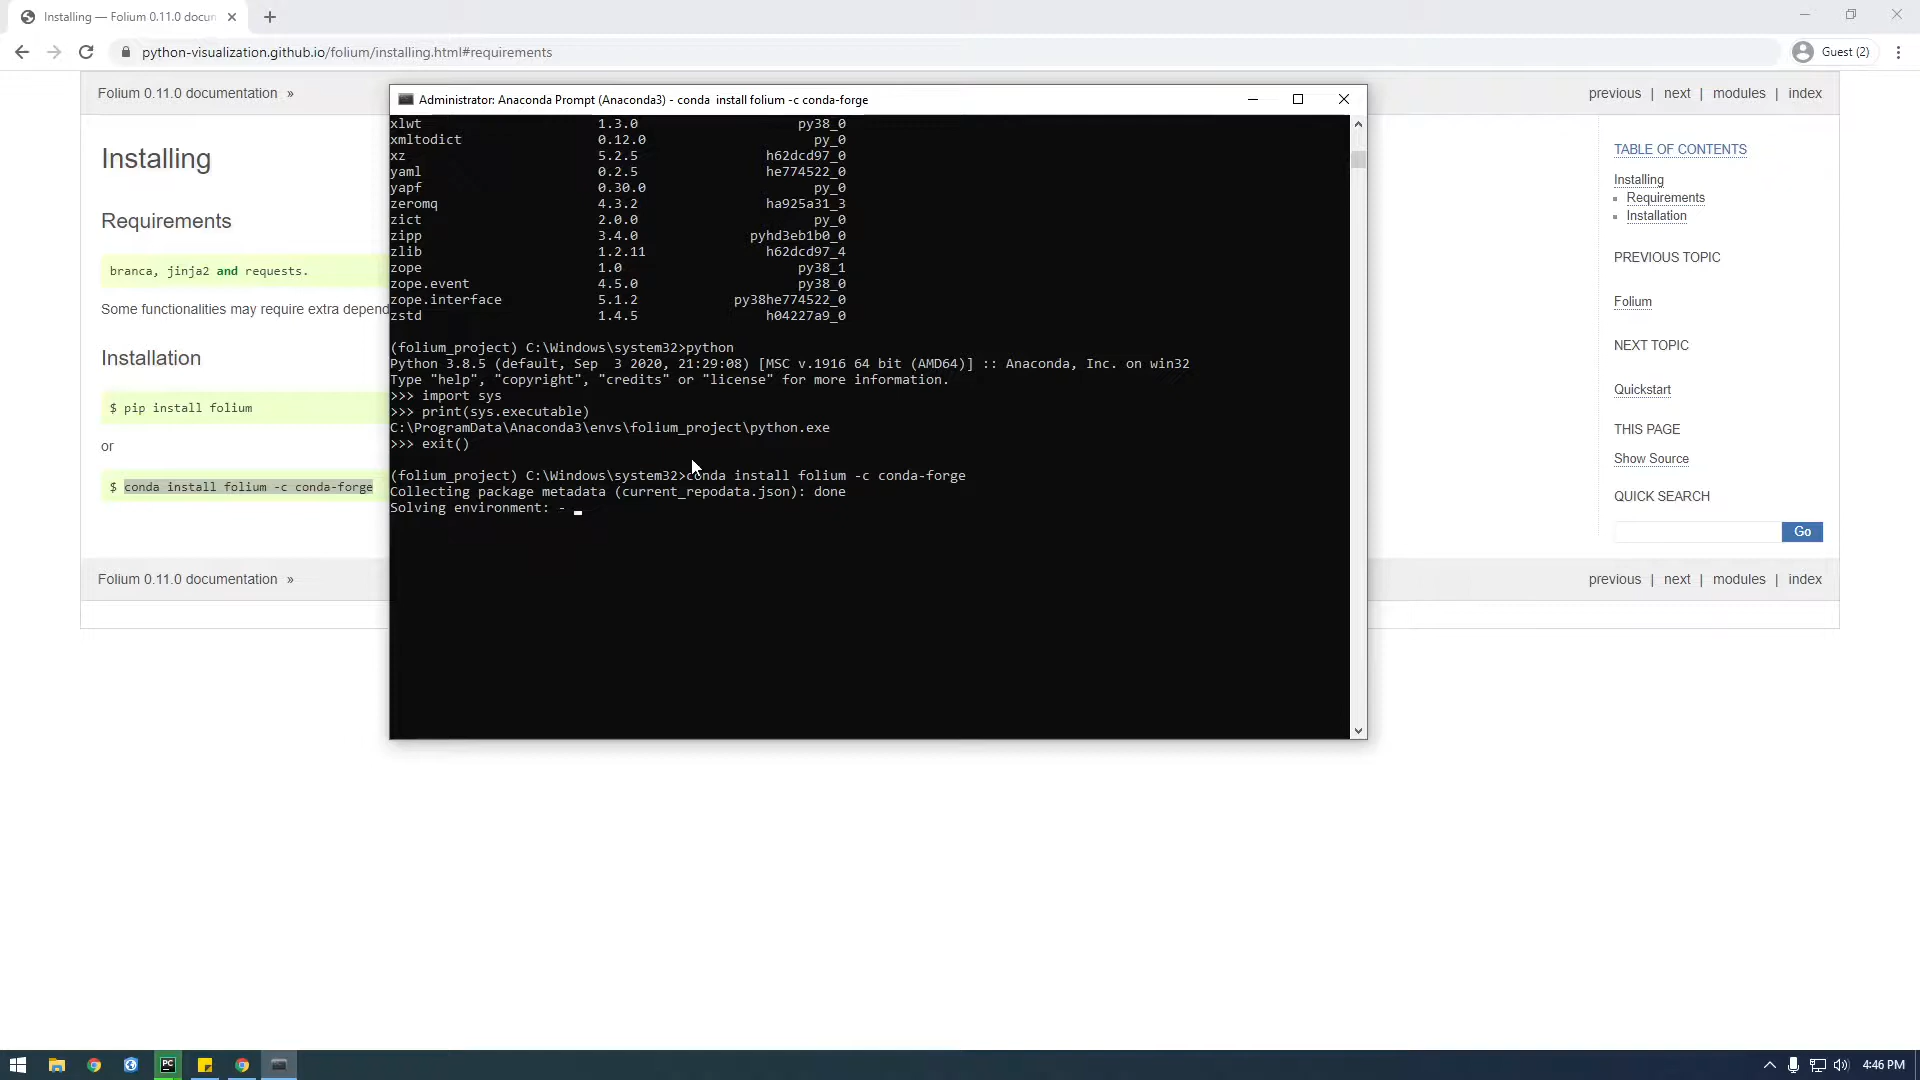 Installing — Folium 0.11.0 docun
python-visualization.github.io/folium/installing.html#requirements
Guest (2)
Folium 0.11.0 documentation »
previous | next | modules | index
Installing
Requirements
branca, jinja2 and requests.
Some functionalities may require extra depend
Installation
$ pip install folium
or
$ conda install folium -c conda-forge
Folium 0.11.0 documentation »
previous | next | modules | index
Administrator: Anaconda Prompt (Anaconda3) - conda  install folium -c conda-forge
xlwt 1.3.0 py38_0
xmltodict 0.12.0 py_0
xz 5.2.5 h62dcd97_0
yaml 0.2.5 he774522_0
yapf 0.30.0 py_0
zeromq 4.3.2 ha925a31_3
zict 2.0.0 py_0
zipp 3.4.0 pyhd3eb1b0_0
zlib 1.2.11 h62dcd97_4
zope 1.0 py38_1
zope.event 4.5.0 py38_0
zope.interface 5.1.2 py38he774522_0
zstd 1.4.5 h04227a9_0
(folium_project) C:\Windows\system32>python
Python 3.8.5 (default, Sep  3 2020, 21:29:08) [MSC v.1916 64 bit (AMD64)] :: Anaconda, Inc. on win32
Type "help", "copyright", "credits" or "license" for more information.
>>> import sys
>>> print(sys.executable)
C:\ProgramData\Anaconda3\envs\folium_project\python.exe
>>> exit()
(folium_project) C:\Windows\system32>conda install folium -c conda-forge
Collecting package metadata (current_repodata.json): done
Solving environment: -
TABLE OF CONTENTS
Installing
Requirements
Installation
PREVIOUS TOPIC
Folium
NEXT TOPIC
Quickstart
THIS PAGE
Show Source
QUICK SEARCH
Go
PC
4:46 PM